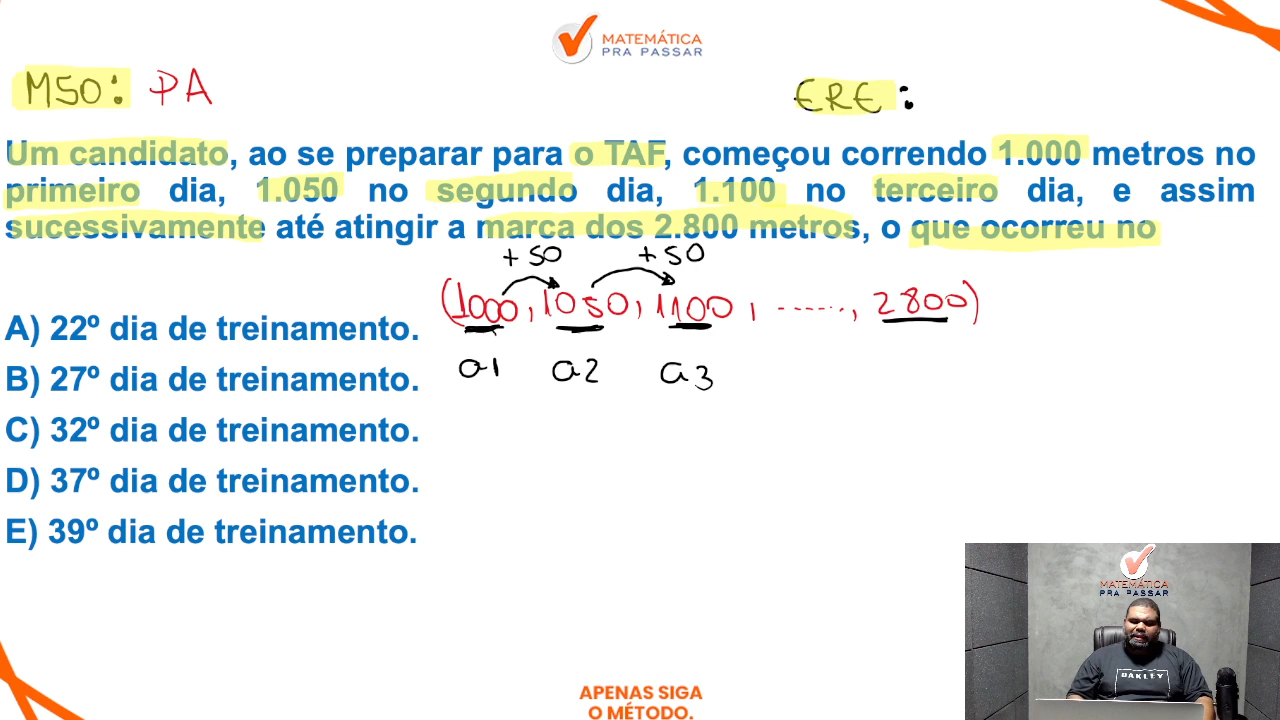 MATEMÁTICA
PRA PASSAR
M50: PA
ERE:
Um candidato, ao se preparar para o TAF, começou correndo 1.000 metros no
primeiro dia, 1.050 no segundo dia, 1.100 no terceiro dia, e assim
sucessivamente até atingir a marca dos 2.800 metros, o que ocorreu no
+50 +50
(1000, 1050, 1100, ......, 2800)
a1 a2 a3
A) 22º dia de treinamento.
B) 27º dia de treinamento.
C) 32º dia de treinamento.
D) 37º dia de treinamento.
E) 39º dia de treinamento.
MATEMÁTICA
PRA PASSAR
OAKLEY
APENAS SIGA
O MÉTODO.